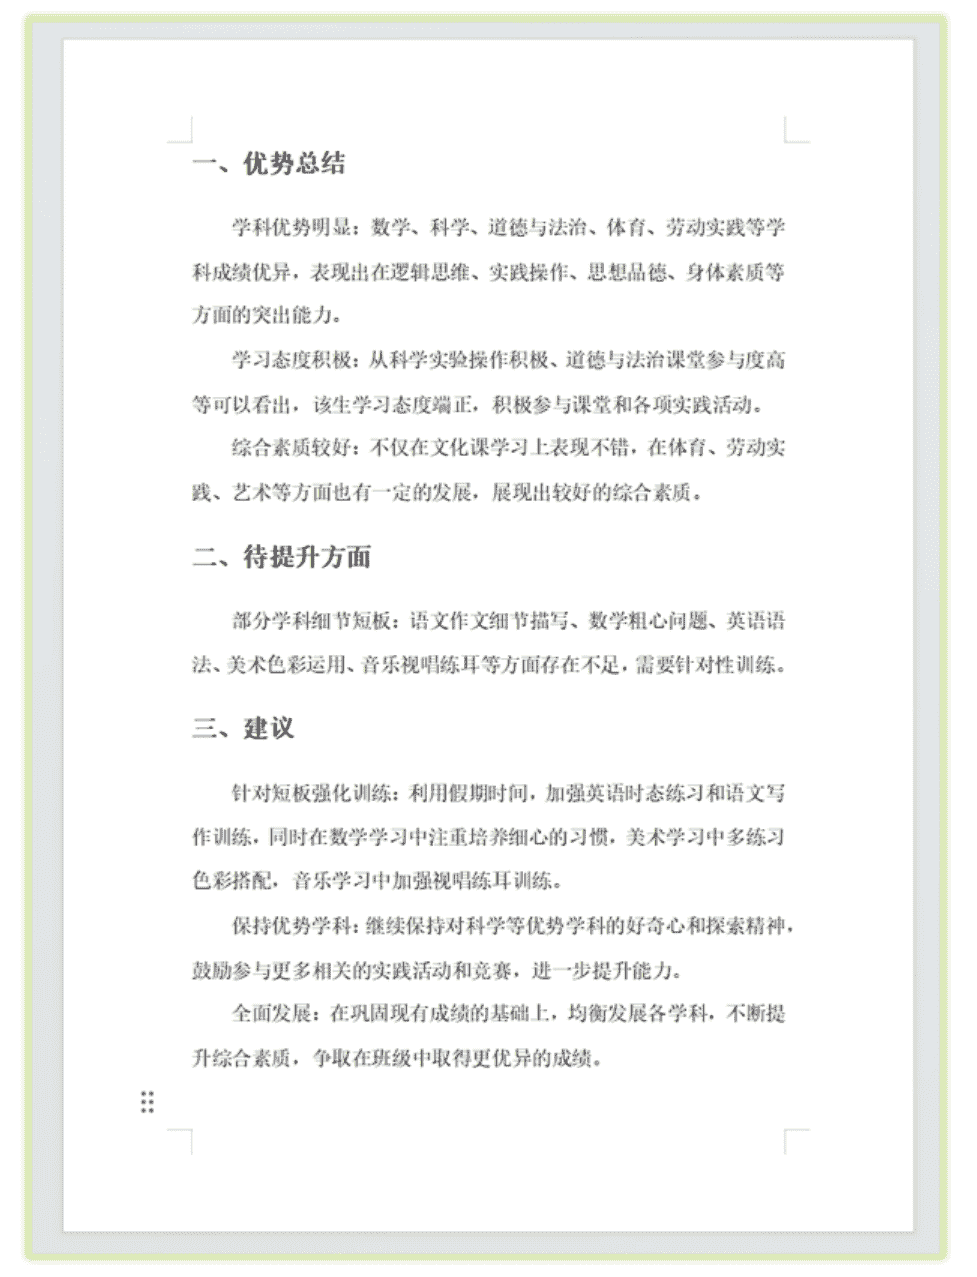 一、优势总结
学科优势明显：数学、科学、道德与法治、体育、劳动实践等学
科成绩优异，表现出在逻辑思维、实践操作、思想品德、身体素质等
方面的突出能力。
学习态度积极：从科学实验操作积极、道德与法治课堂参与度高
等可以看出，该生学习态度端正，积极参与课堂和各项实践活动。
综合素质较好：不仅在文化课学习上表现不错，在体育、劳动实
践、艺术等方面也有一定的发展，展现出较好的综合素质。
二、待提升方面
部分学科细节短板：语文作文细节描写、数学粗心问题、英语语
法、美术色彩运用、音乐视唱练耳等方面存在不足，需要针对性训练。
三、建议
针对短板强化训练：利用假期时间，加强英语时态练习和语文写
作训练，同时在数学学习中注重培养细心的习惯，美术学习中多练习
色彩搭配，音乐学习中加强视唱练耳训练。
保持优势学科：继续保持对科学等优势学科的好奇心和探索精神，
鼓励参与更多相关的实践活动和竞赛，进一步提升能力。
全面发展：在巩固现有成绩的基础上，均衡发展各学科，不断提
升综合素质，争取在班级中取得更优异的成绩。